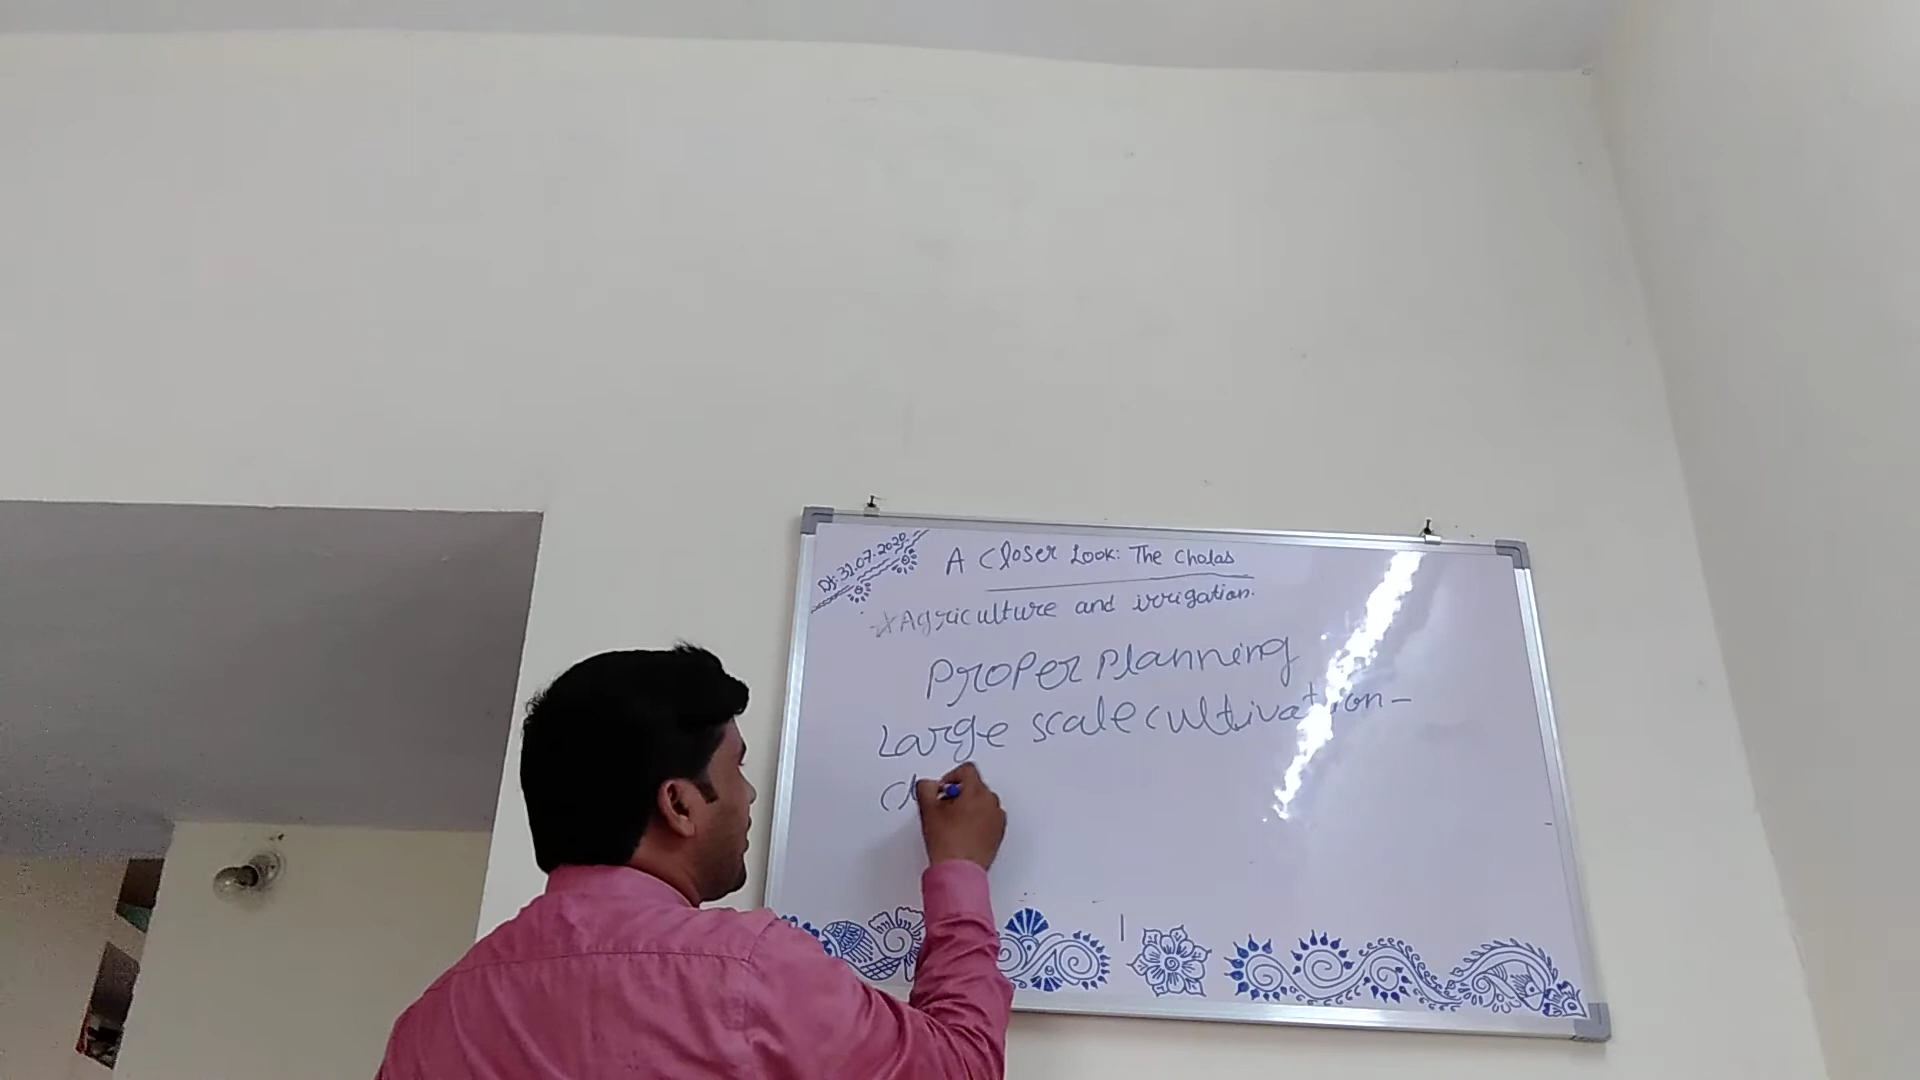 Dt:31.07.2020
A Closer Look: The Cholas
Agriculture and irrigation.
Proper planning
Large scale cultivation-